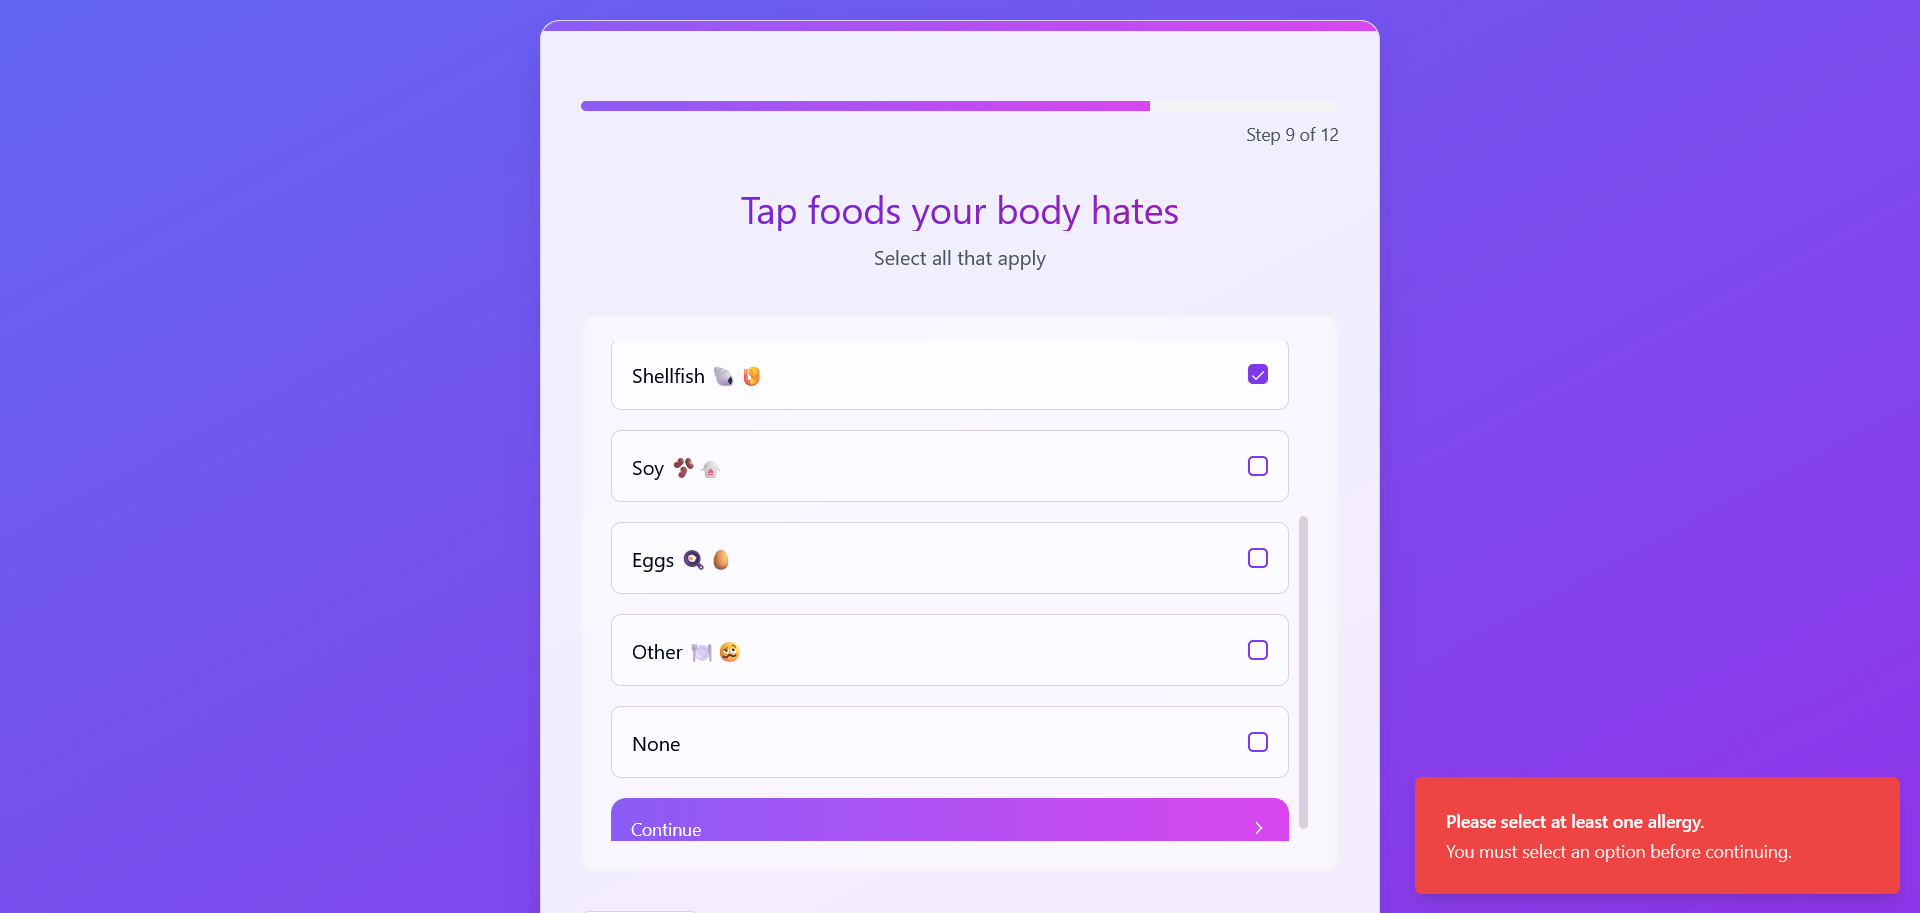 Step 9 of 12
Tap foods your body hates
Select all that apply
Shellfish
Soy
Eggs
Other
None
Continue
Please select at least one allergy.
You must select an option before continuing.